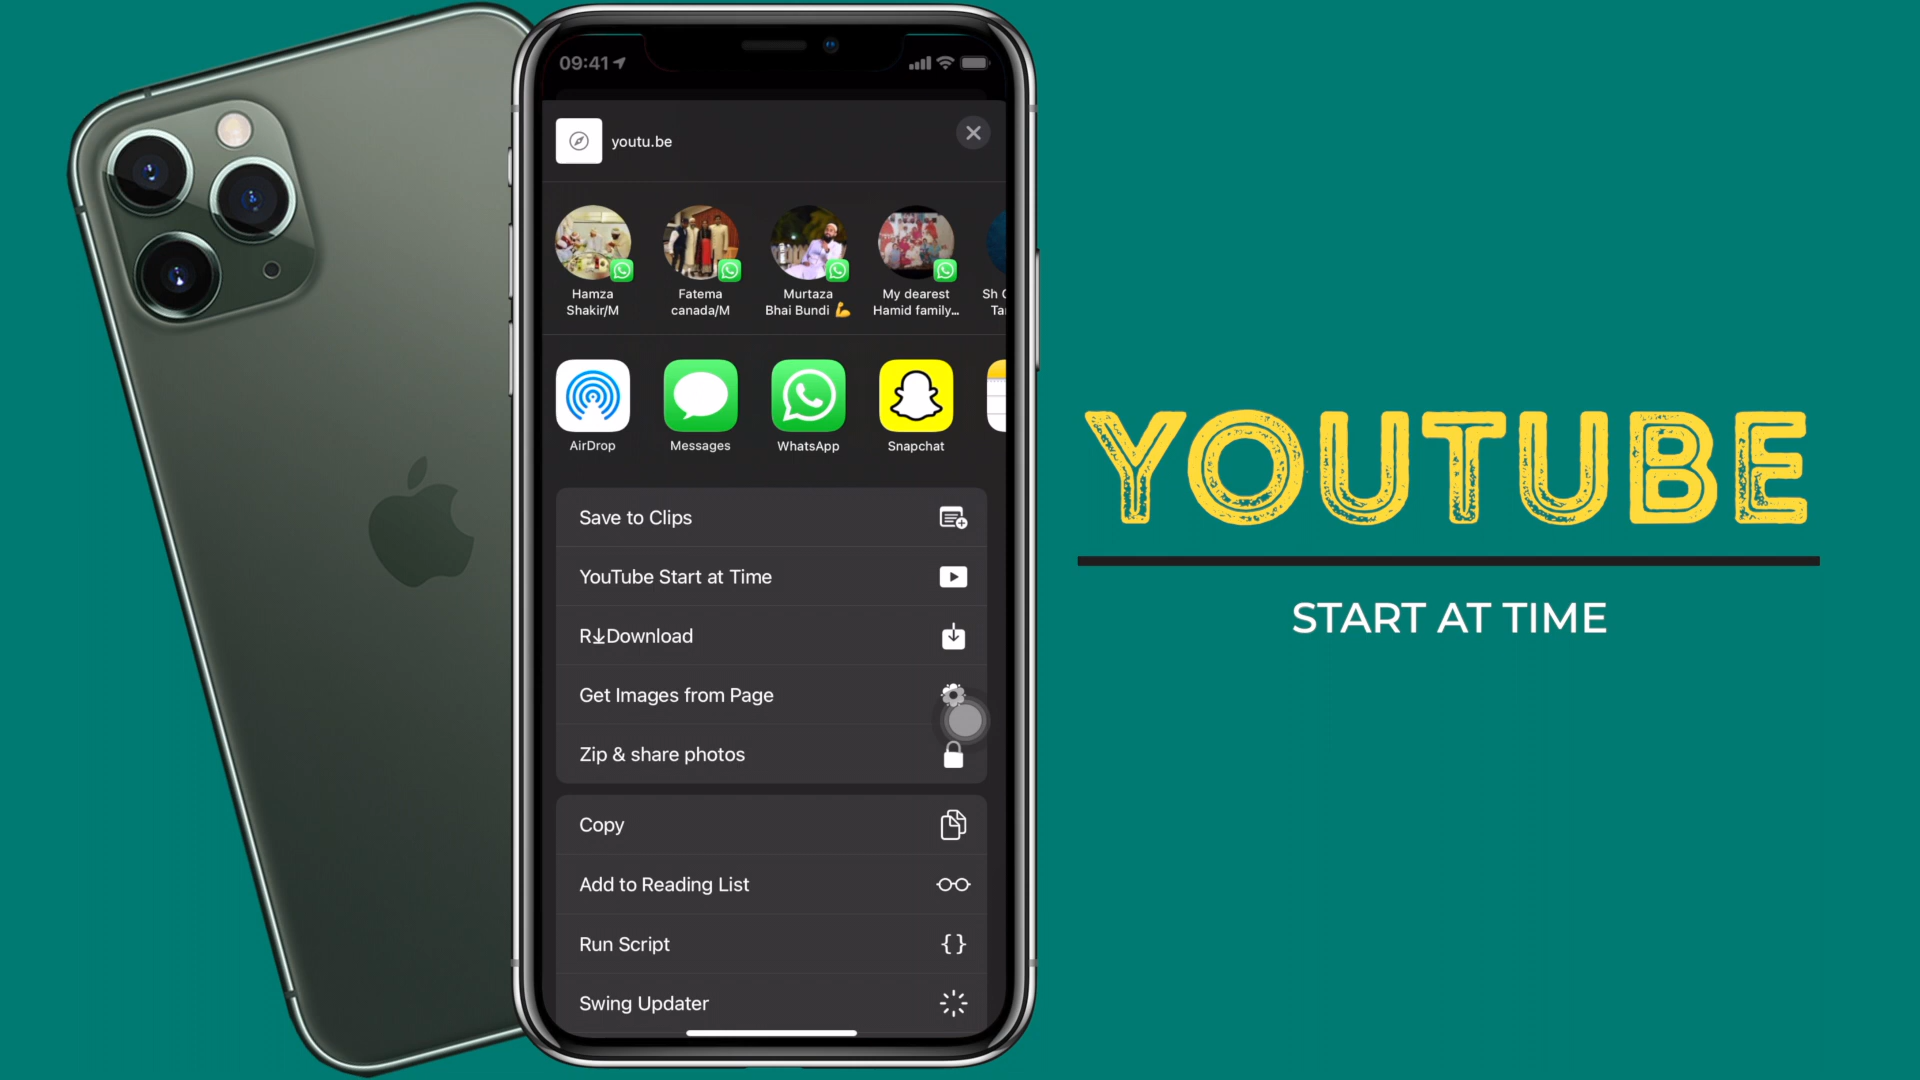 09:41
youtu.be
Hamza
Shakir/M
Fatema
canada/M
Murtaza
Bhai Bundi 💪
My dearest
Hamid family...
Sh
AirDrop
Messages
WhatsApp
Snapchat
Save to Clips
YouTube Start at Time
R↓Download
Get Images from Page
Zip & share photos
Copy
Add to Reading List
Run Script
Swing Updater
YOUTUBE
START AT TIME